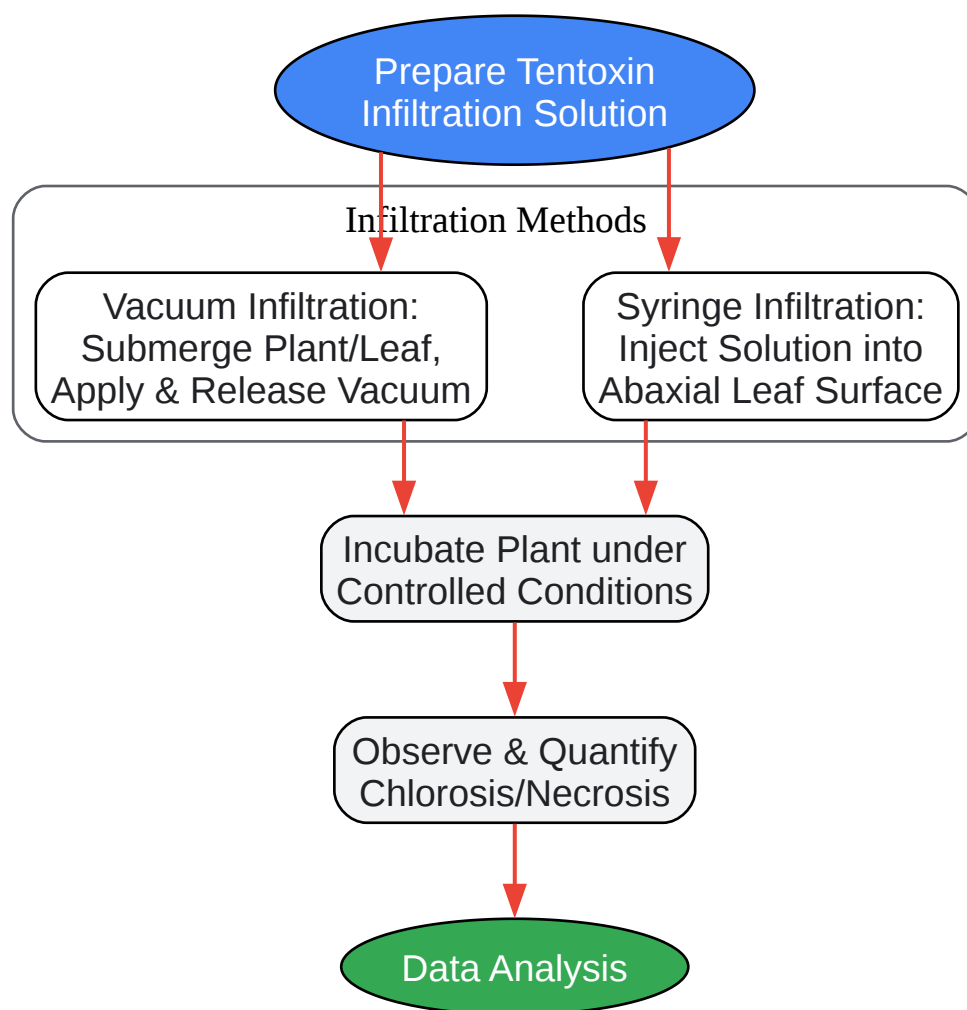 Prepare Tentoxin
Infiltration Solution
Infiltration Methods
Vacuum Infiltration:
Submerge Plant/Leaf,
Apply & Release Vacuum
Syringe Infiltration:
Inject Solution into
Abaxial Leaf Surface
Incubate Plant under
Controlled Conditions
Observe & Quantify
Chlorosis/Necrosis
Data Analysis